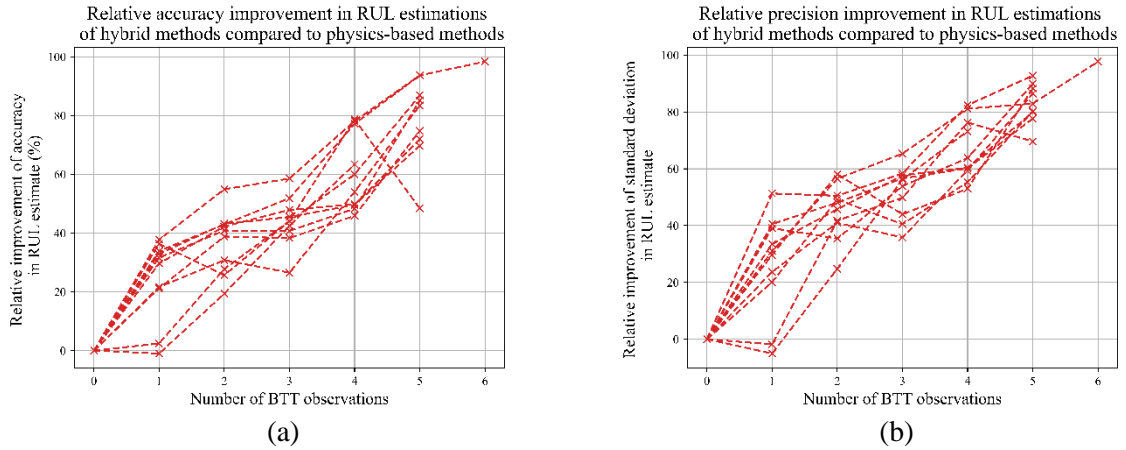 Relative accuracy improvement in RUL estimations
of hybrid methods compared to physics-based methods
Relative improvement of accuracy
in RUL estimate (%)
100
80
60
40
20
0
0 1 2 3 4 5 6
Number of BTT observations
(a)
Relative precision improvement in RUL estimations
of hybrid methods compared to physics-based methods
Relative improvement of standard deviation
in RUL estimate
100
80
60
40
20
0
0 1 2 3 4 5 6
Number of BTT observations
(b)